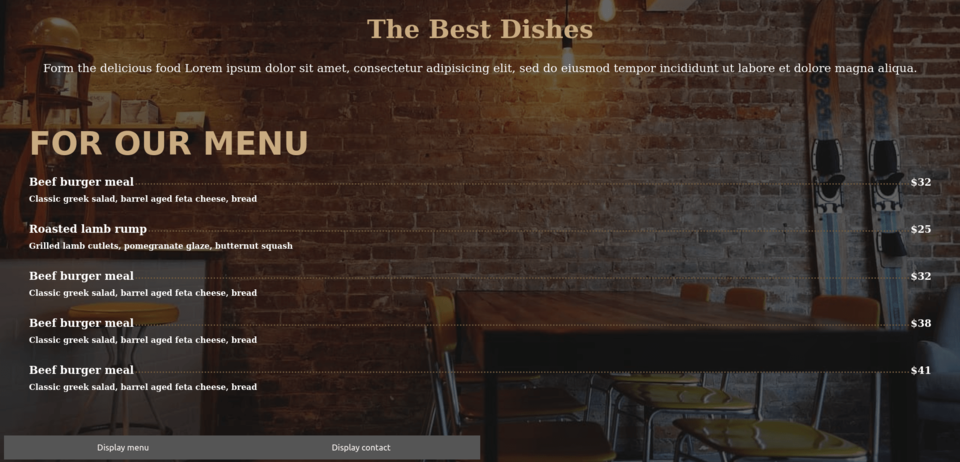 The Best Dishes
Form the delicious food Lorem ipsum dolor sit amet, consectetur adipisicing elit, sed do eiusmod tempor incididunt ut labore et dolore magna aliqua.
FOR OUR MENU
Beef burger meal $32
Classic greek salad, barrel aged feta cheese, bread
Roasted lamb rump $25
Grilled lamb cutlets, pomegranate glaze, butternut squash
Beef burger meal $32
Classic greek salad, barrel aged feta cheese, bread
Beef burger meal $38
Classic greek salad, barrel aged feta cheese, bread
Beef burger meal $41
Classic greek salad, barrel aged feta cheese, bread
Display menu Display contact